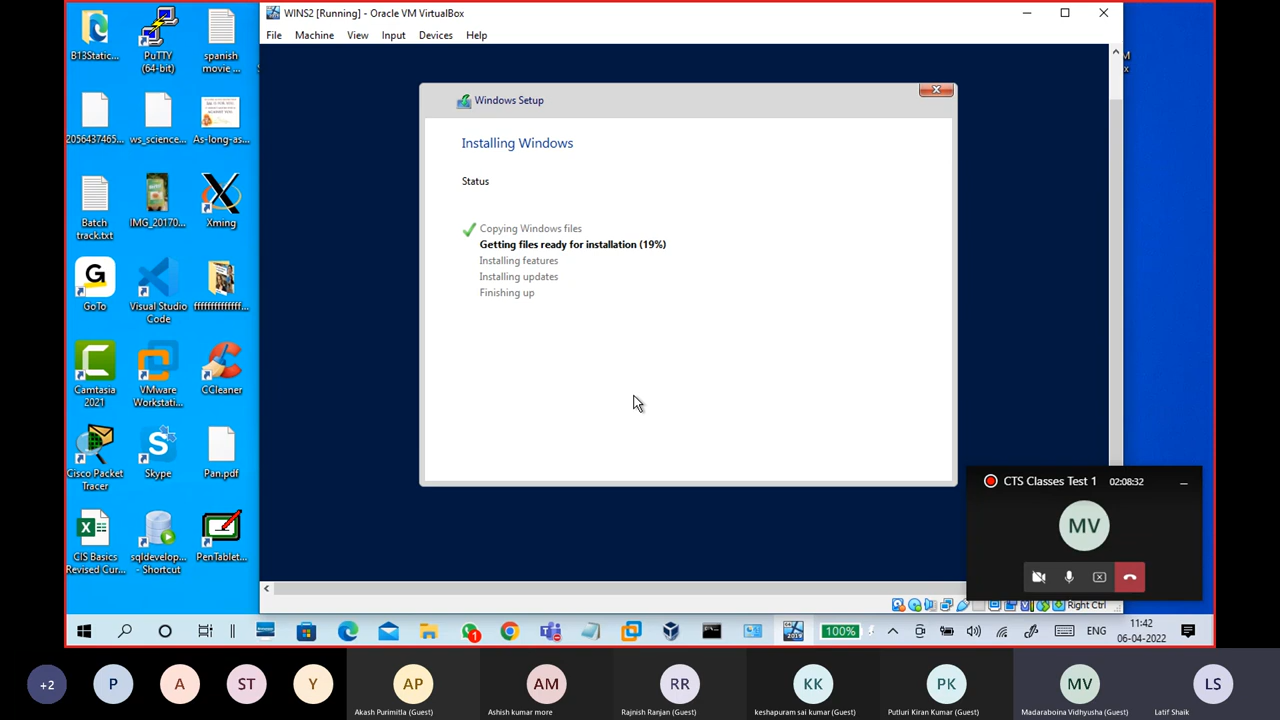 WINS2 [Running] - Oracle VM VirtualBox
File Machine View Input Devices Help
B13Static...
PuTTY
(64-bit)
spanish
movie ...
2056437465...
ws_science...
As-long-as...
Batch
track.txt
IMG_20170...
Xming
GoTo
Visual Studio
Code
ffffffffffffff...
Camtasia
2021
VMware
Workstati...
CCleaner
Cisco Packet
Tracer
Skype
Pan.pdf
CIS Basics
Revised Cur...
sqldevelop...
- Shortcut
PenTablet...
Windows Setup
Installing Windows
Status
Copying Windows files
Getting files ready for installation (19%)
Installing features
Installing updates
Finishing up
CTS Classes Test 1 02:08:32
MV
Right Ctrl
1
100%
ENG
11:42
06-04-2022
+2
P
A
ST
Y
AP
Akash Purimitla (Guest)
AM
Ashish kumar more
RR
Rajnish Ranjan (Guest)
KK
keshapuram sai kumar (Guest)
PK
Putluri Kiran Kumar (Guest)
MV
Madaraboina Vidhyusha (Guest)
LS
Latif Shaik